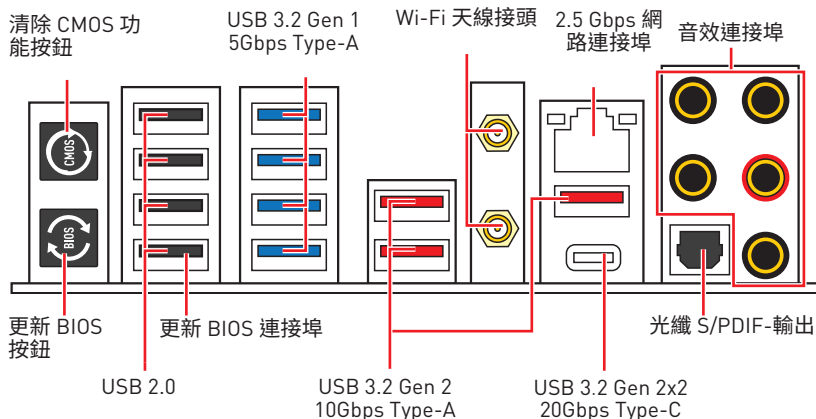 清除 CMOS 功
能按鈕
USB 3.2 Gen 1
5Gbps Type-A
Wi-Fi 天線接頭
2.5 Gbps 網
路連接埠
音效連接埠
CMOS
BIOS
更新 BIOS
按鈕
更新 BIOS 連接埠
光纖 S/PDIF-輸出
USB 2.0
USB 3.2 Gen 2
10Gbps Type-A
USB 3.2 Gen 2x2
20Gbps Type-C